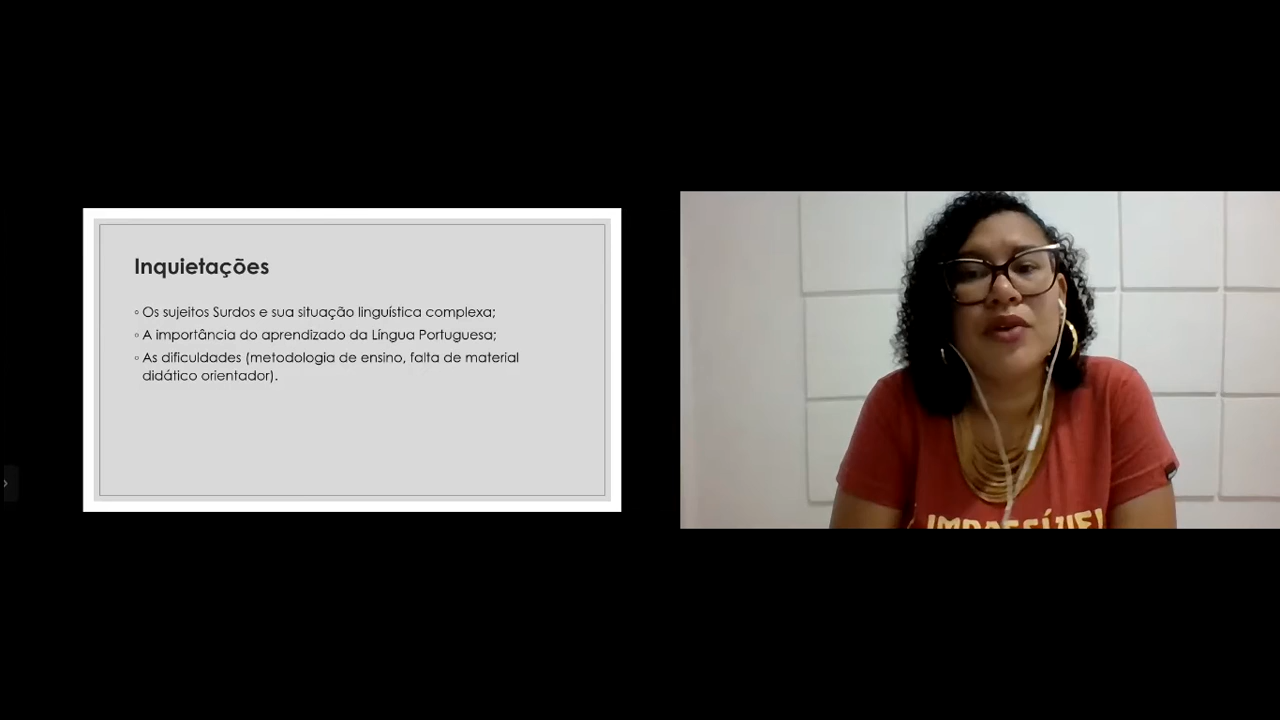 Inquietações
◦ Os sujeitos Surdos e sua situação linguística complexa;
◦ A importância do aprendizado da Língua Portuguesa;
◦ As dificuldades (metodologia de ensino, falta de material
didático orientador).